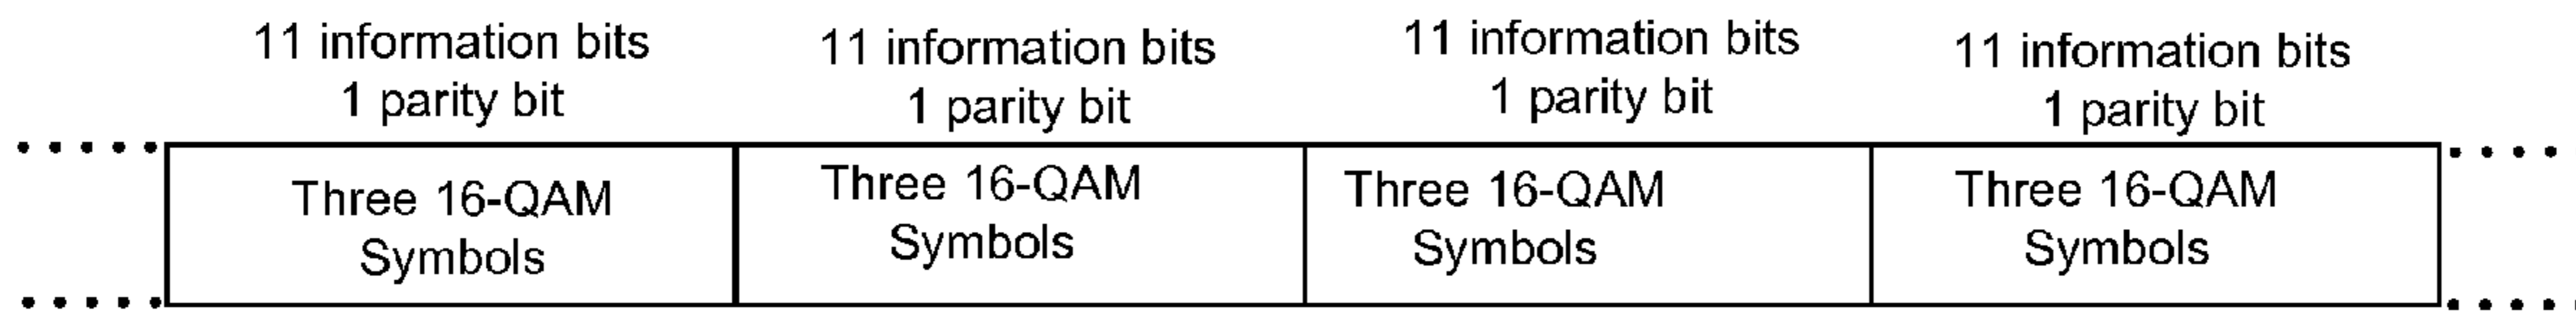 11 information bits
1 parity bit
11 information bits
1 parity bit
11 information bits
1 parity bit
11 information bits
1 parity bit
Three 16-QAM
Symbols
Three 16-QAM
Symbols
Three 16-QAM
Symbols
Three 16-QAM
Symbols